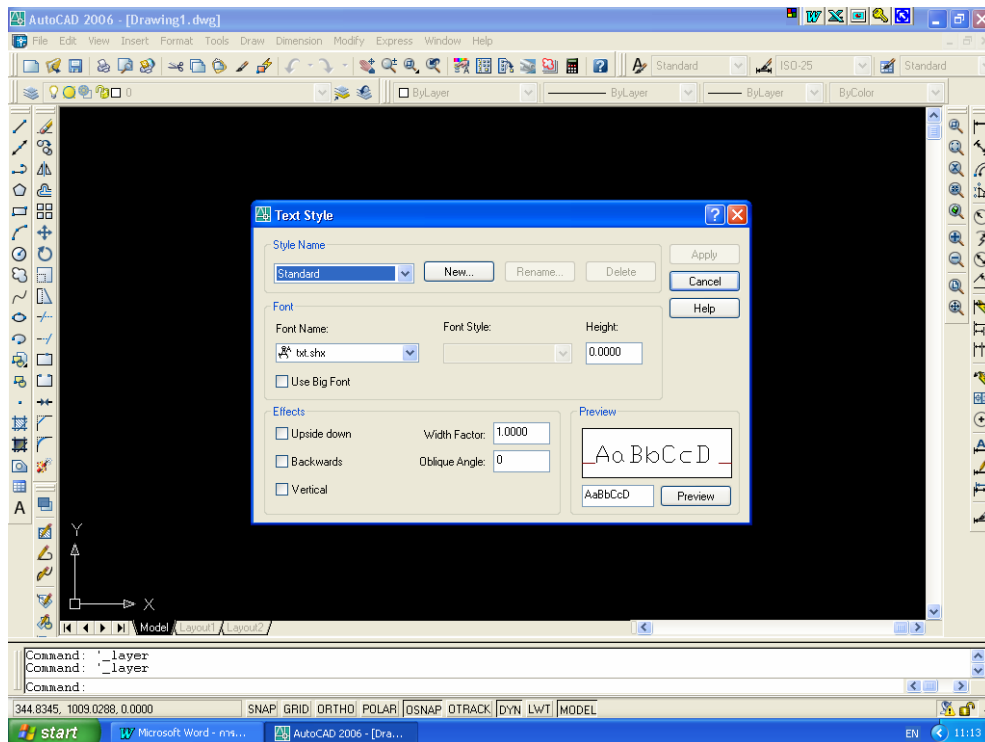 AutoCAD 2006 - [Drawing1.dwg]
File Edit View Insert Format Tools Draw Dimension Modify Express Window Help
Standard ISO-25 Standard
0 ByLayer ByLayer ByLayer ByColor
Text Style
Style Name
Standard New... Rename... Delete
Apply
Cancel
Help
Font
Font Name: Font Style: Height:
txt.shx 0.0000
Use Big Font
Effects
Upside down Width Factor: 1.0000
Backwards Oblique Angle: 0
Vertical
Preview
AaBbCcD
AaBbCcD Preview
A
Y
X
Model Layout1 Layout2
Command: '_layer
Command: '_layer
Command:
344.8345, 1009.0288, 0.0000 SNAP GRID ORTHO POLAR OSNAP OTRACK DYN LWT MODEL
start Microsoft Word - การ... AutoCAD 2006 - [Dra... EN 11:13